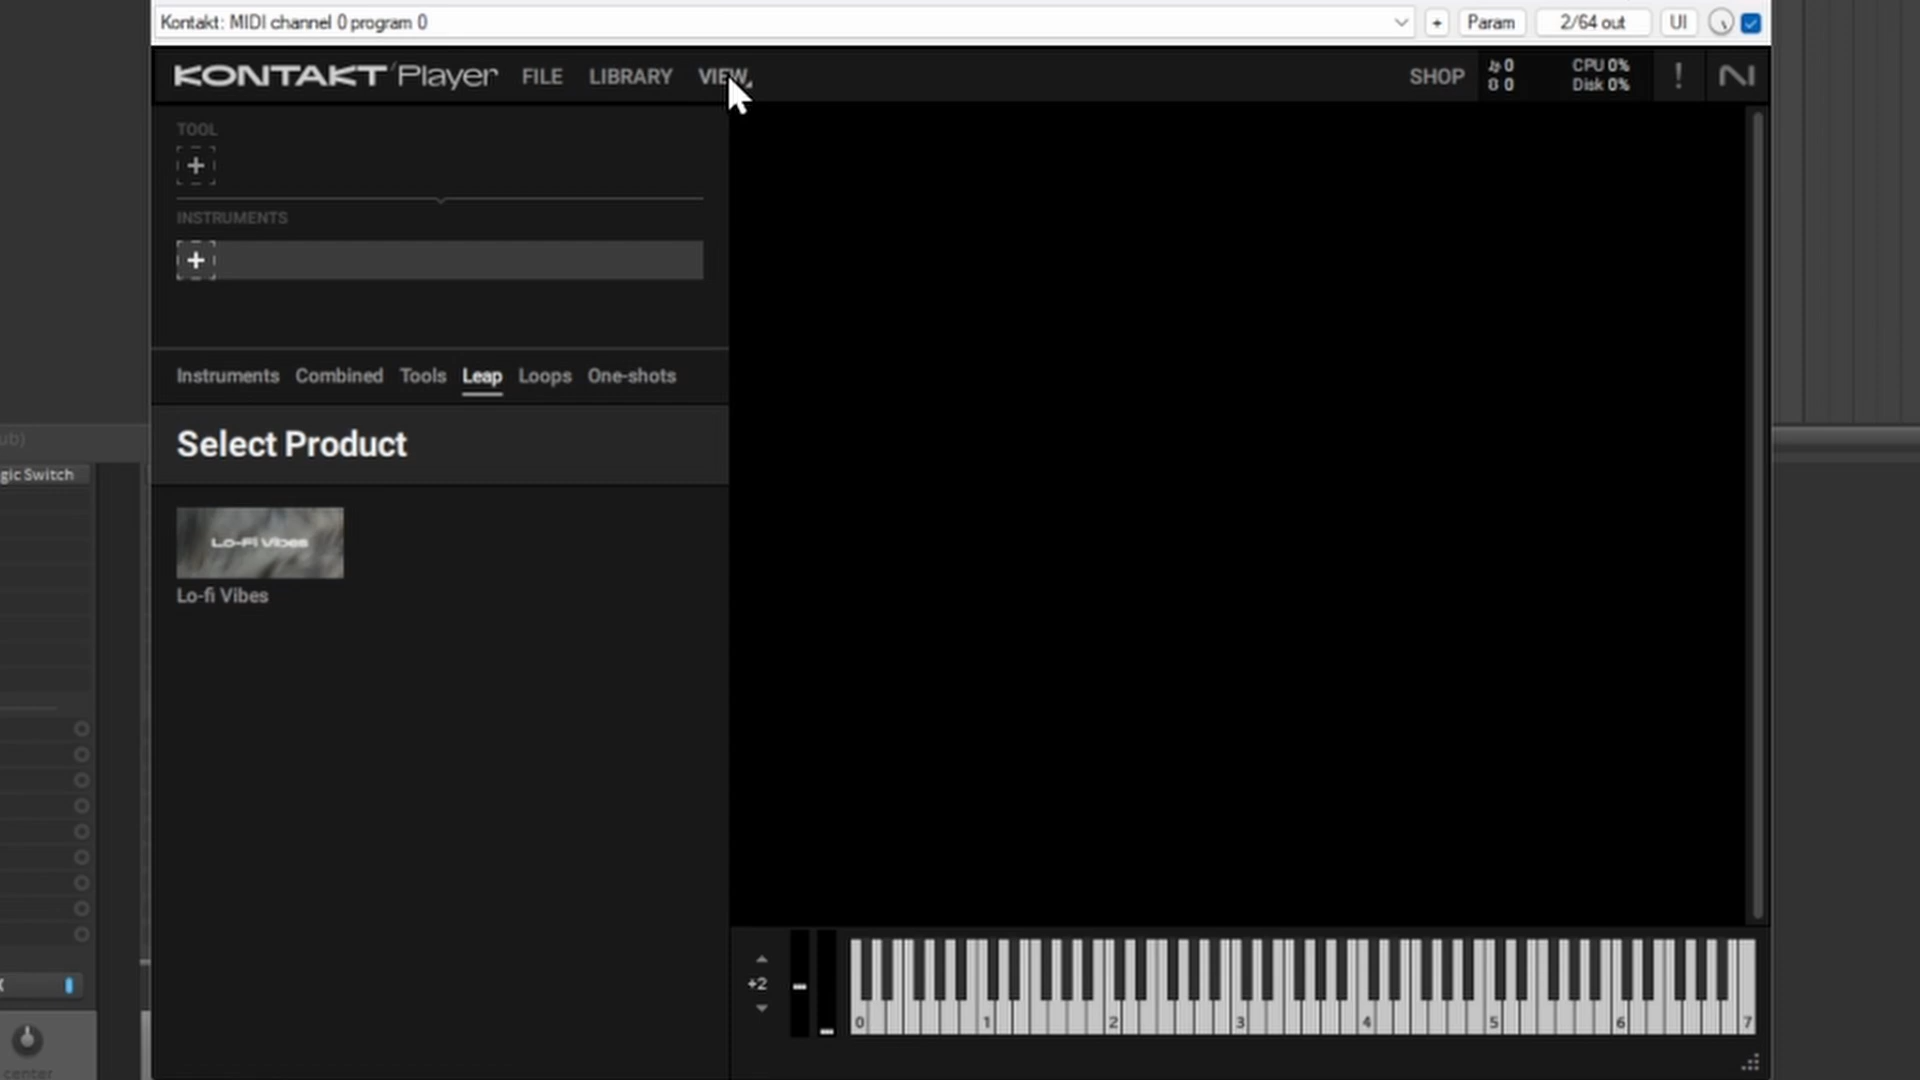 Kontakt: MIDI channel 0 program 0
+
Param
2/64 out
UI
KONTAKT Player
FILE
LIBRARY
VIEW
SHOP
0
0
CPU 0%
Disk 0%
!
TOOL
+
INSTRUMENTS
+
Instruments
Combined
Tools
Leap
Loops
One-shots
Select Product
Lo-Fi Vibes
Lo-fi Vibes
ub)
gic Switch
center
+2
0
1
2
3
4
5
6
7